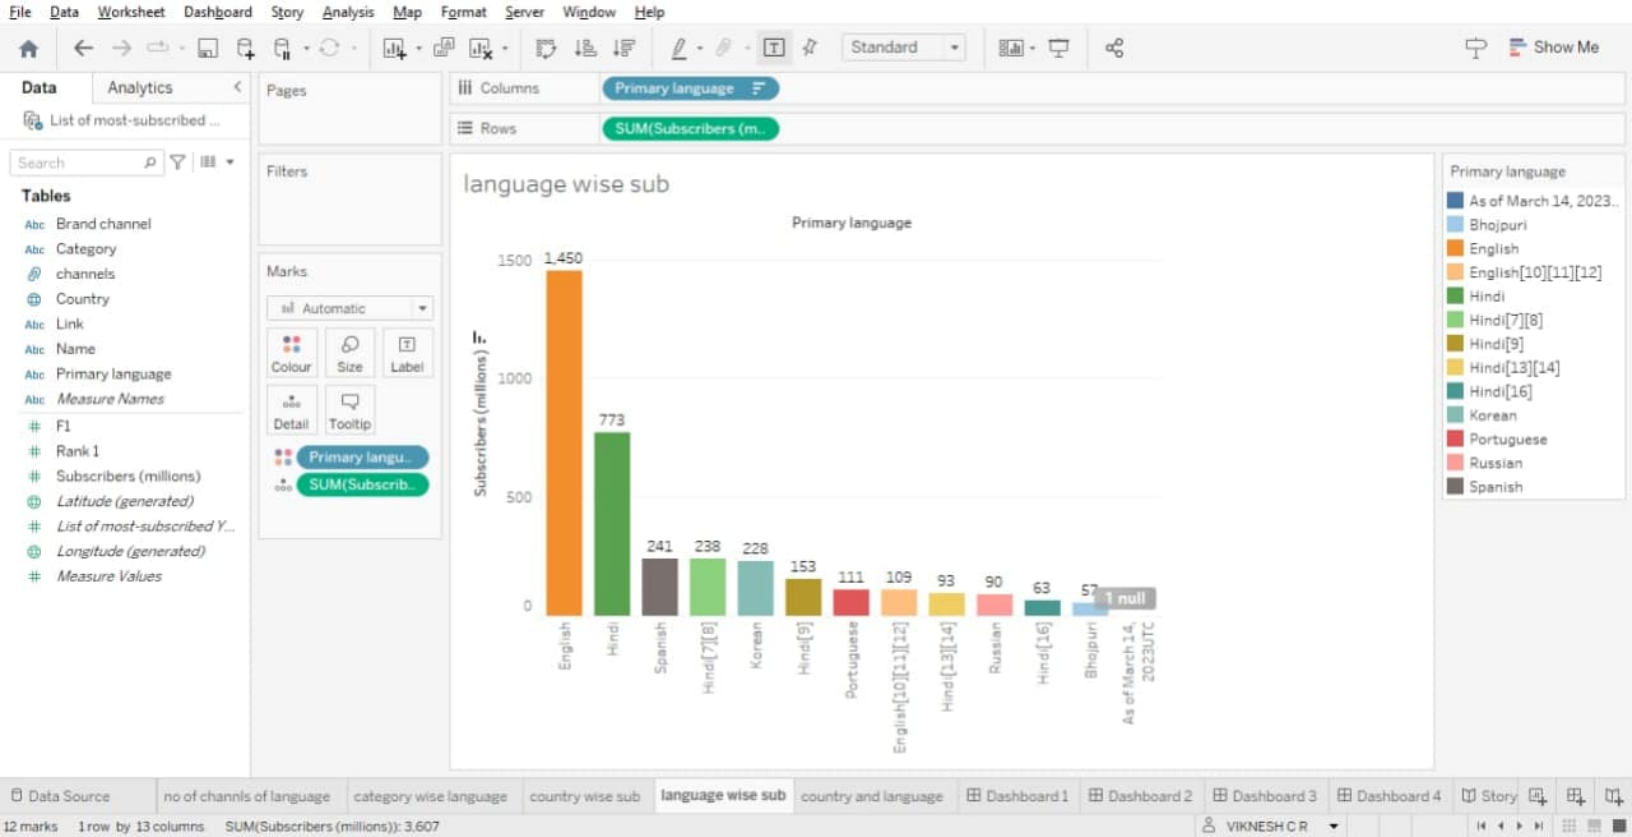 File Data Worksheet Dashboard Story Analysis Map Format Server Window Help
Standard
Show Me
Data Analytics
List of most-subscribed ...
Search
Tables
Abc Brand channel
Abc Category
channels
Country
Abc Link
Abc Name
Abc Primary language
Abc Measure Names
# F1
# Rank 1
# Subscribers (millions)
Latitude (generated)
# List of most-subscribed Y...
Longitude (generated)
# Measure Values
Pages
Filters
Marks
Automatic
Colour Size Label
Detail Tooltip
Primary langu..
SUM(Subscrib..
Columns Primary language
Rows SUM(Subscribers (m..
language wise sub
Primary language
Subscribers (millions)
1500
1000
500
0
1,450
773
241
238
228
153
111
109
93
90
63
57
1 null
English
Hindi
Spanish
Hindi[7][8]
Korean
Hindi[9]
Portuguese
English[10][11][12]
Hindi[13][14]
Russian
Hindi[16]
Bhojpuri
As of March 14,
2023UTC
Primary language
As of March 14, 2023..
Bhojpuri
English
English[10][11][12]
Hindi
Hindi[7][8]
Hindi[9]
Hindi[13][14]
Hindi[16]
Korean
Portuguese
Russian
Spanish
Data Source no of channls of language category wise language country wise sub language wise sub country and language Dashboard 1 Dashboard 2 Dashboard 3 Dashboard 4 Story
12 marks 1 row by 13 columns SUM(Subscribers (millions)): 3,607 VIKNESH C R